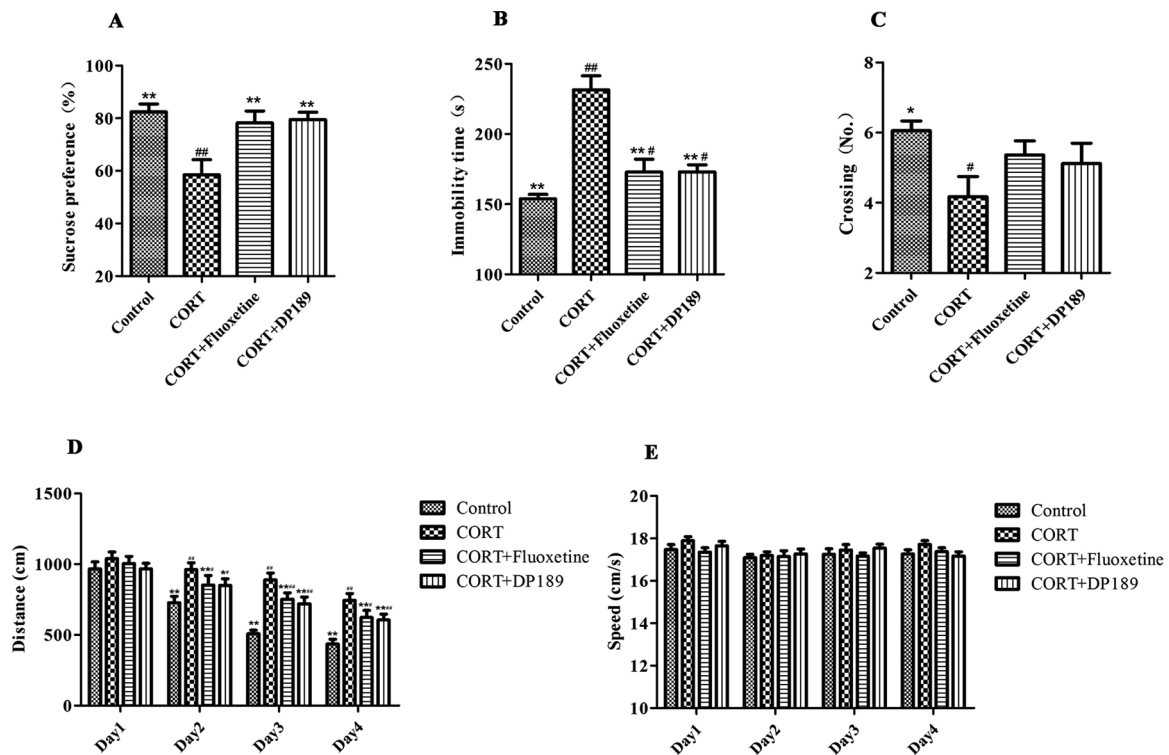 A
B
C
Sucrose preference (%)
100
80
60
40
20
**
##
**
**
Control
CORT
CORT+Fluoxetine
CORT+DP189
Immobility time (s)
250
200
150
100
**
##
** #
** #
Control
CORT
CORT+Fluoxetine
CORT+DP189
Crossing (No.)
8
6
4
2
*
#
Control
CORT
CORT+Fluoxetine
CORT+DP189
D
E
Distance (cm)
1500
1000
500
0
**
##
**#
*#
**
##
**##
**##
**
##
**#
**##
Day1
Day2
Day3
Day4
Control
CORT
CORT+Fluoxetine
CORT+DP189
Speed (cm/s)
20
18
16
14
12
10
Day1
Day2
Day3
Day4
Control
CORT
CORT+Fluoxetine
CORT+DP189